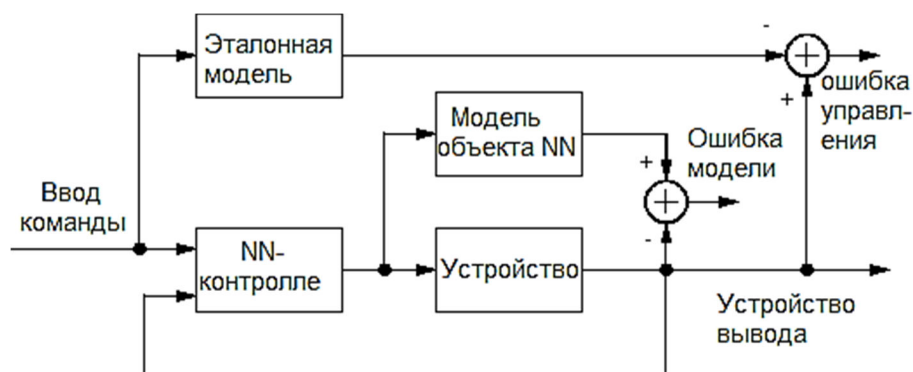 Эталонная
модель
-
+
ошибка
управл-
ения
Модель
объекта NN
+
Ошибка
модели
-
Ввод
команды
NN-
контролле
Устройство
Устройство
вывода